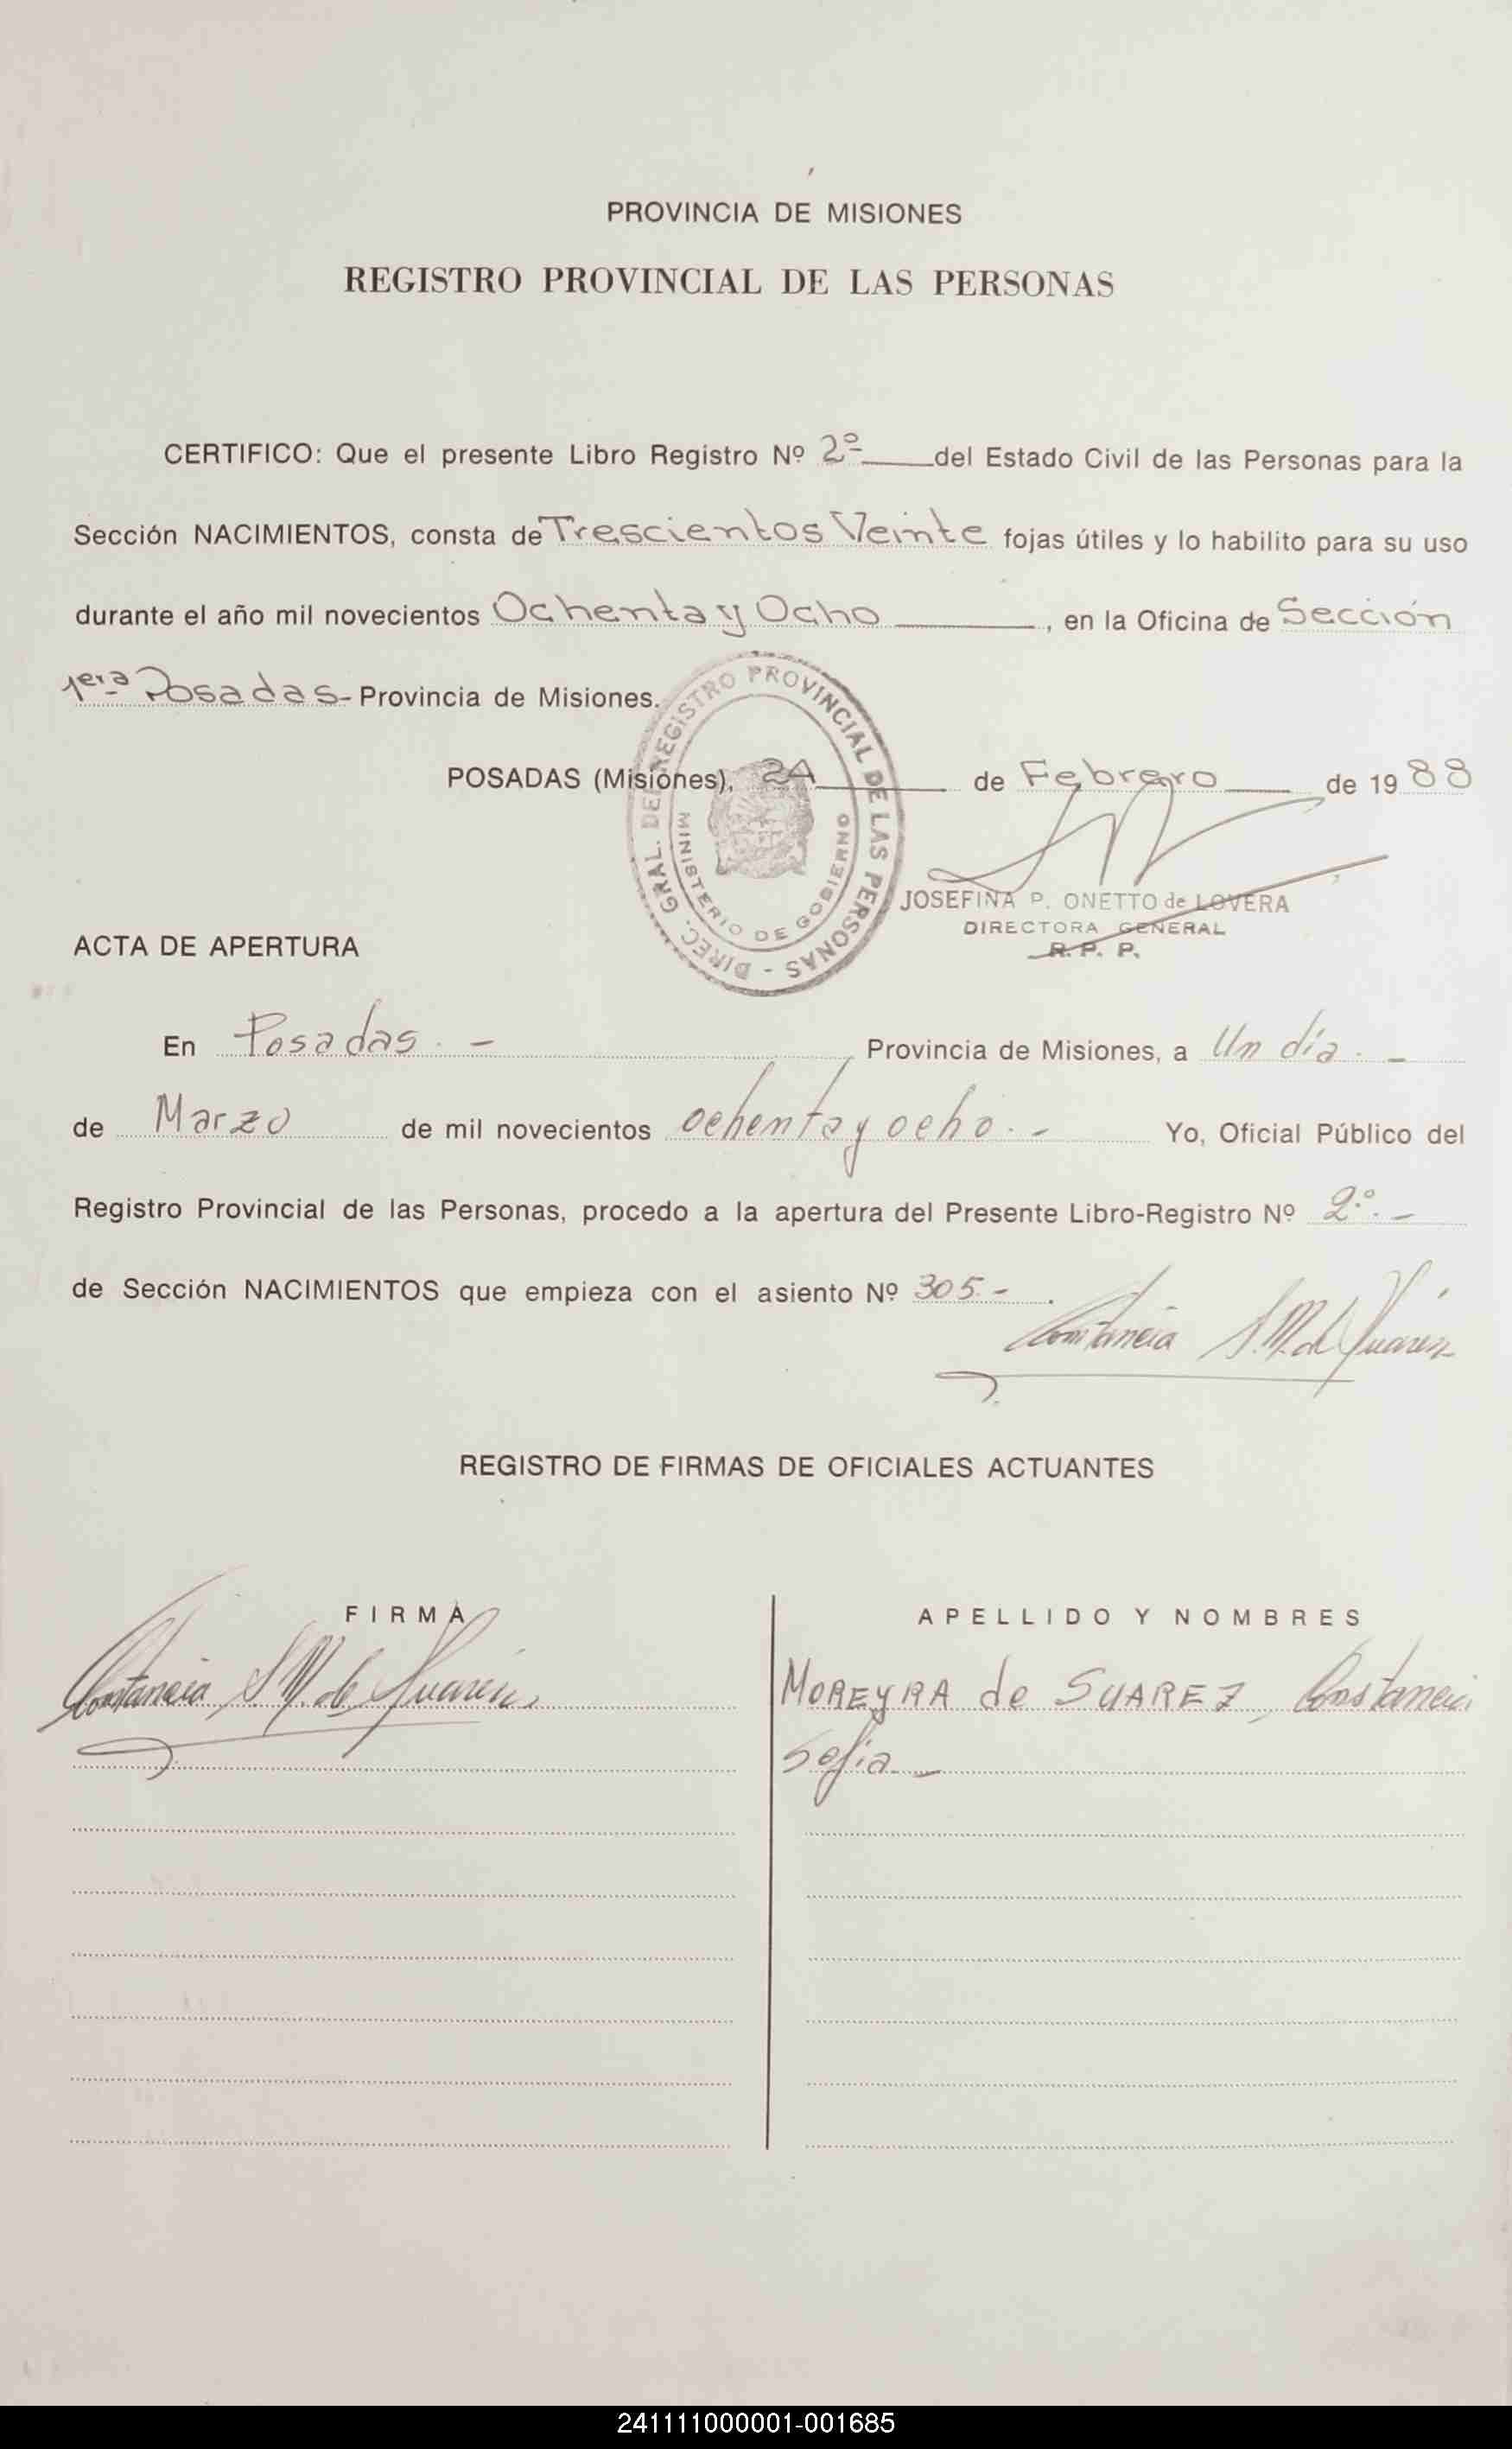 PROVINCIA DE MISIONES
REGISTRO PROVINCIAL DE LAS PERSONAS
CERTIFICO: Que el presente Libro Registro Nº 2º del Estado Civil de las Personas para la
Sección NACIMIENTOS, consta de Trescientos Veinte fojas útiles y lo habilito para su uso
durante el año mil novecientos Ochenta y Ocho, en la Oficina de Sección
1era Posadas- Provincia de Misiones.
POSADAS (Misiones), 24 de Febrero de 1988
DIREC. GRAL. DEL REGISTRO PROVINCIAL DE LAS PERSONAS -
MINISTERIO DE GOBIERNO
JOSEFINA P. ONETTO de LOVERA
DIRECTORA GENERAL
R. P. P.
ACTA DE APERTURA
En Posadas.- Provincia de Misiones, a Un día.-
de Marzo de mil novecientos ochenta y ocho.- Yo, Oficial Público del
Registro Provincial de las Personas, procedo a la apertura del Presente Libro-Registro Nº 2º.-
de Sección NACIMIENTOS que empieza con el asiento Nº 305.-.
Constancia S.M. de Suarez
REGISTRO DE FIRMAS DE OFICIALES ACTUANTES
FIRMA
APELLIDO Y NOMBRES
Constancia S M. de Suarez
MOREYRA de SUAREZ, Constancia
Sofia.-
241111000001-001685